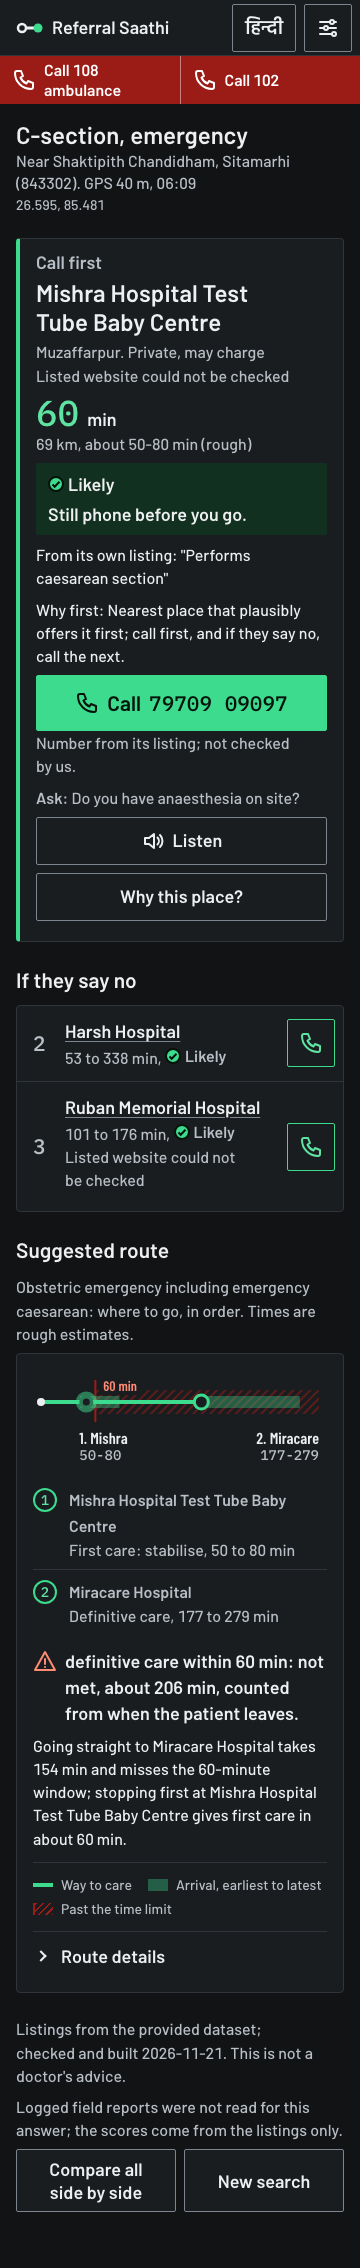 Referral Saathi
हिन्दी
Call 108
ambulance
Call 102
C-section, emergency
Near Shaktipith Chandidham, Sitamarhi
(843302). GPS 40 m, 06:09
26.595, 85.481
Call first
Mishra Hospital Test
Tube Baby Centre
Muzaffarpur. Private, may charge
Listed website could not be checked
60 min
69 km, about 50-80 min (rough)
Likely
Still phone before you go.
From its own listing: "Performs
caesarean section"
Why first: Nearest place that plausibly
offers it first; call first, and if they say no,
call the next.
Call 79709 09097
Number from its listing; not checked
by us.
Ask: Do you have anaesthesia on site?
Listen
Why this place?
If they say no
2
Harsh Hospital
53 to 338 min, Likely
3
Ruban Memorial Hospital
101 to 176 min, Likely
Listed website could not
be checked
Suggested route
Obstetric emergency including emergency
caesarean: where to go, in order. Times are
rough estimates.
60 min
1. Mishra
50-80
2. Miracare
177-279
1
Mishra Hospital Test Tube Baby
Centre
First care: stabilise, 50 to 80 min
2
Miracare Hospital
Definitive care, 177 to 279 min
definitive care within 60 min: not
met, about 206 min, counted
from when the patient leaves.
Going straight to Miracare Hospital takes
154 min and misses the 60-minute
window; stopping first at Mishra Hospital
Test Tube Baby Centre gives first care in
about 60 min.
Way to care
Arrival, earliest to latest
Past the time limit
Route details
Listings from the provided dataset;
checked and built 2026-11-21. This is not a
doctor's advice.
Logged field reports were not read for this
answer; the scores come from the listings only.
Compare all
side by side
New search